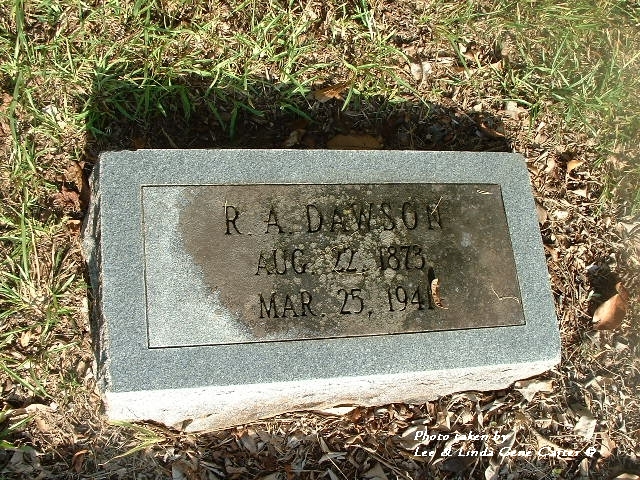 R. A. DAWSON
AUG. 22, 1873
MAR. 25, 1941
Photo taken by
Lee & Linda Gene Carter ©